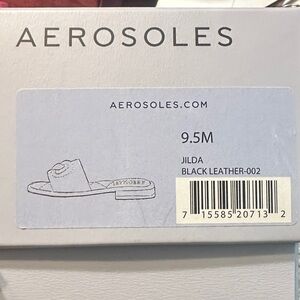 AEROSOLES
AEROSOLES.COM
9.5M
JILDA
BLACK LEATHER-002
7 15585 20713 2